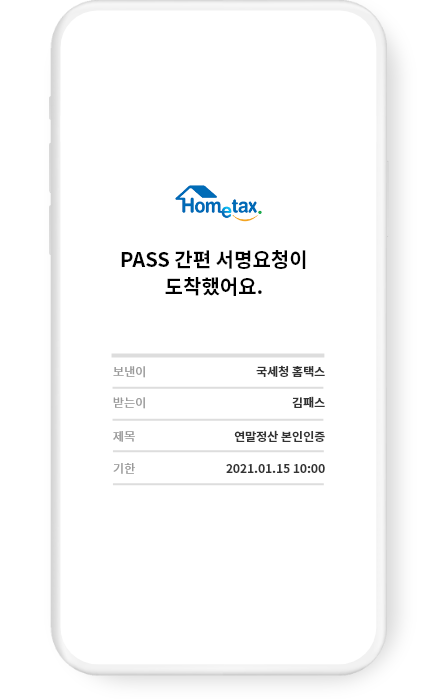 Hometax.
PASS 간편 서명요청이
도착했어요.
보낸이 국세청 홈택스
받는이 김패스
제목 연말정산 본인인증
기한 2021.01.15 10:00